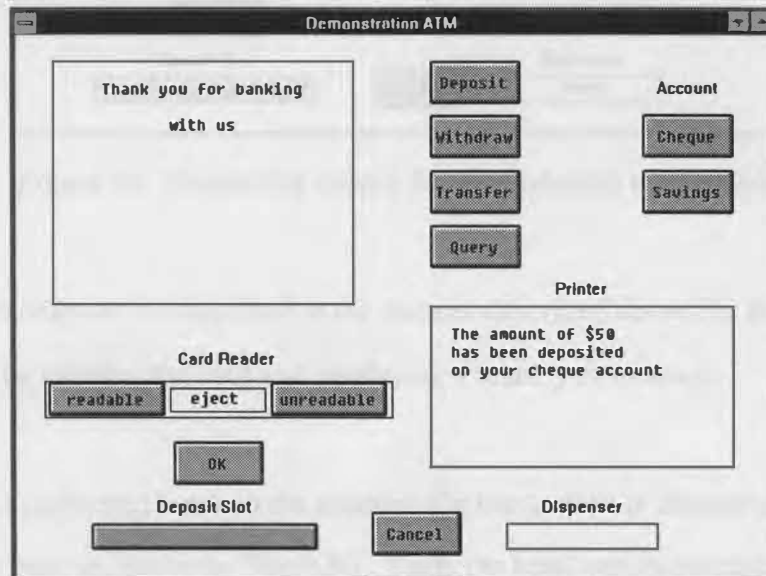 Demonstration ATM
Thank you for banking
with us
Deposit
Withdraw
Transfer
Query
Account
Cheque
Savings
Printer
The amount of $50
has been deposited
on your cheque account
Card Reader
readable
eject
unreadable
OK
Deposit Slot
Cancel
Dispenser